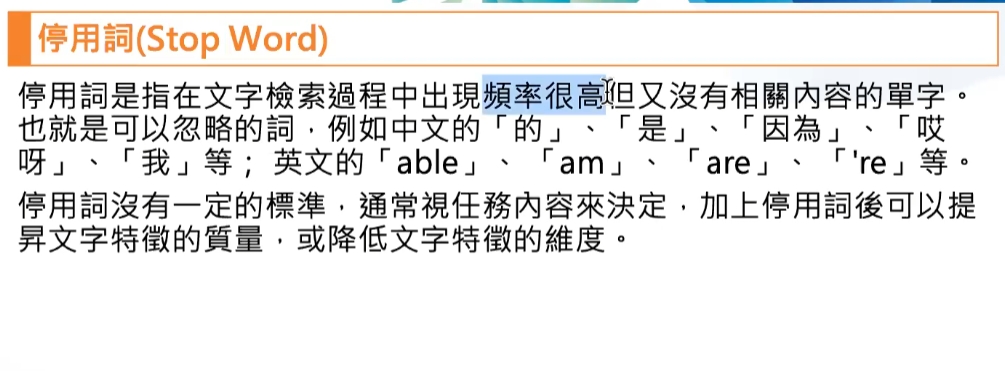 停用詞(Stop Word)
停用詞是指在文字檢索過程中出現頻率很高但又沒有相關內容的單字。
也就是可以忽略的詞，例如中文的「的」、「是」、「因為」、「哎
呀」、「我」等； 英文的「able」、 「am」、 「are」、 「're」等。
停用詞沒有一定的標準，通常視任務內容來決定，加上停用詞後可以提
昇文字特徵的質量，或降低文字特徵的維度。